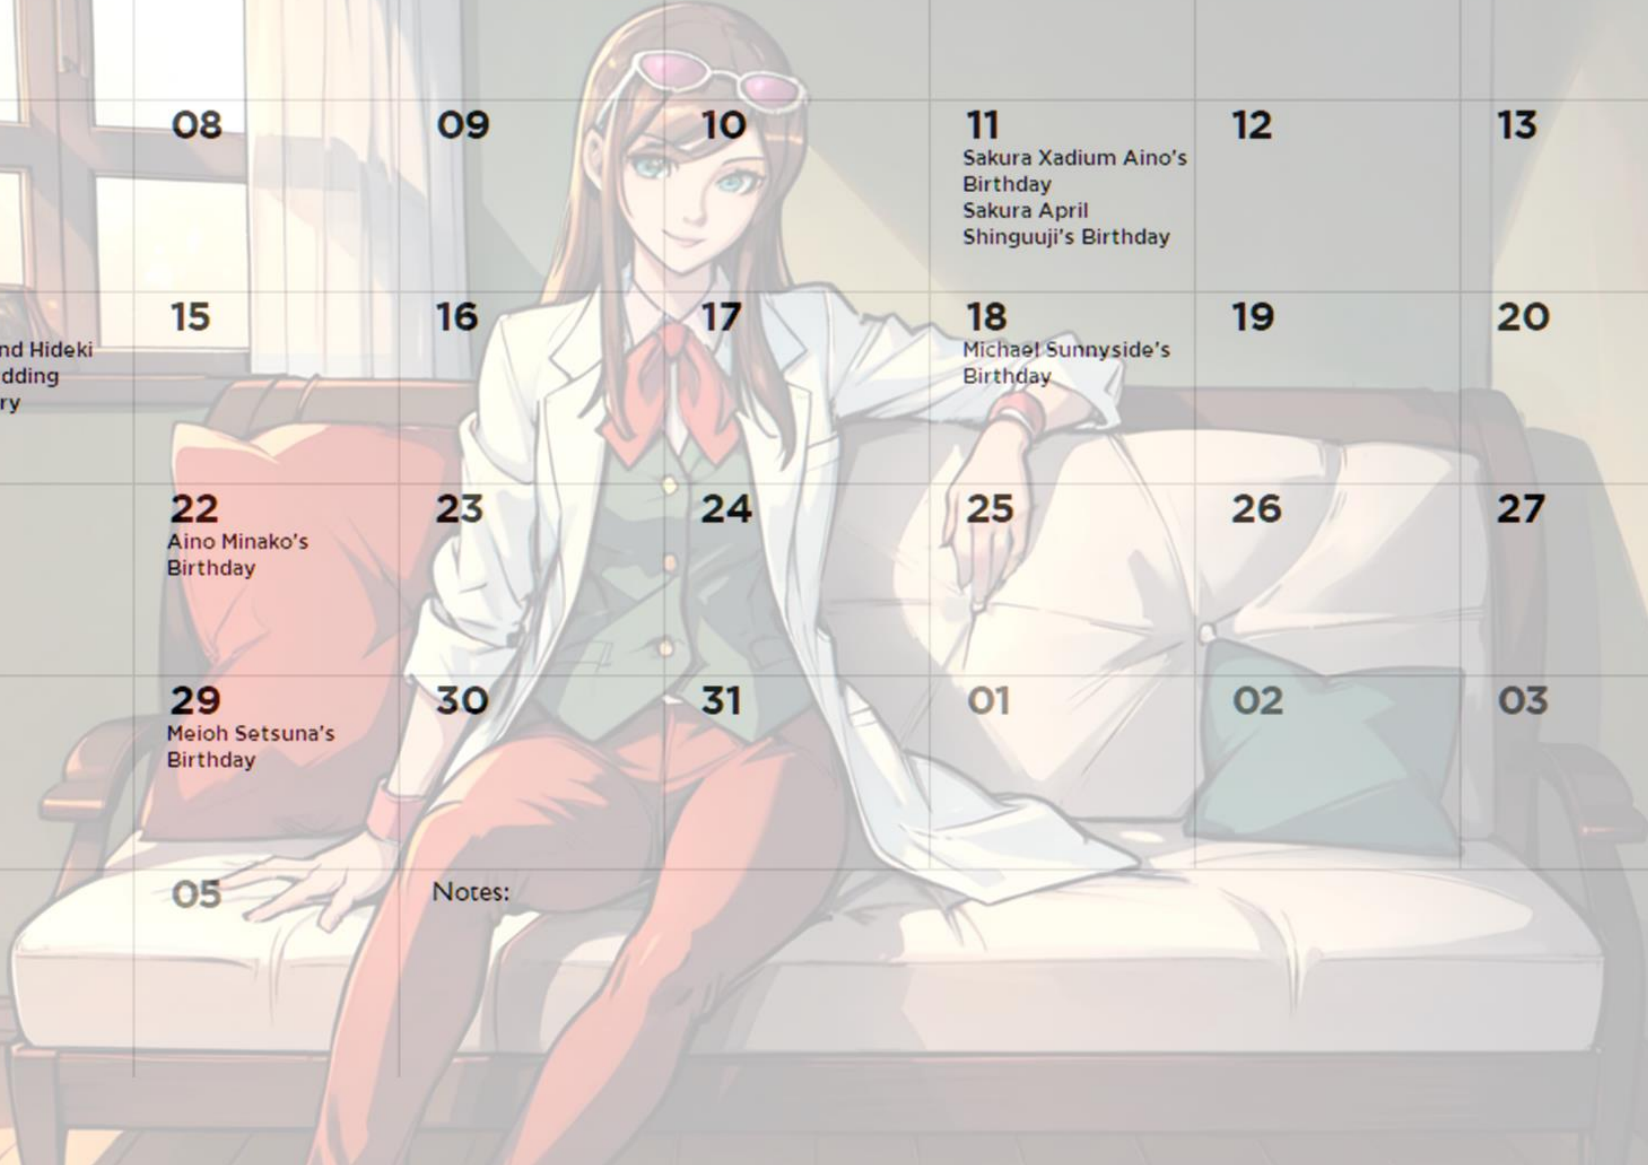 08 09 10 11 12 13
Sakura Xadium Aino's
Birthday
Sakura April
Shinguuji's Birthday
15 16 17 18 19 20
nd Hideki
dding
ry
Michael Sunnyside's
Birthday
22 23 24 25 26 27
Aino Minako's
Birthday
29 30 31 01 02 03
Meioh Setsuna's
Birthday
05 Notes: